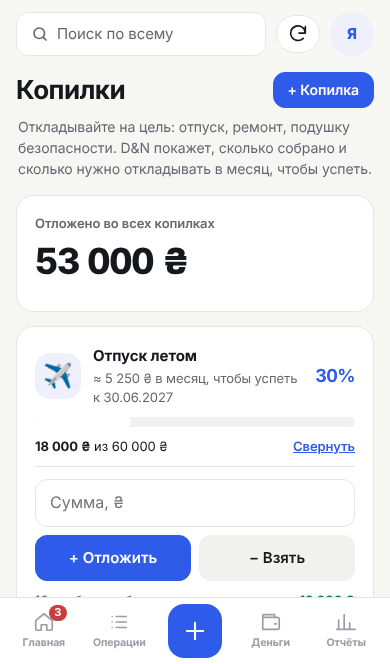 Поиск по всему
Я
Копилки
+ Копилка
Откладывайте на цель: отпуск, ремонт, подушку
безопасности. D&N покажет, сколько собрано и
сколько нужно откладывать в месяц, чтобы успеть.
Отложено во всех копилках
53 000 ₴
Отпуск летом
≈ 5 250 ₴ в месяц, чтобы успеть
к 30.06.2027
30%
18 000 ₴ из 60 000 ₴
Свернуть
Сумма, ₴
+ Отложить
− Взять
3
Главная
Операции
Деньги
Отчёты